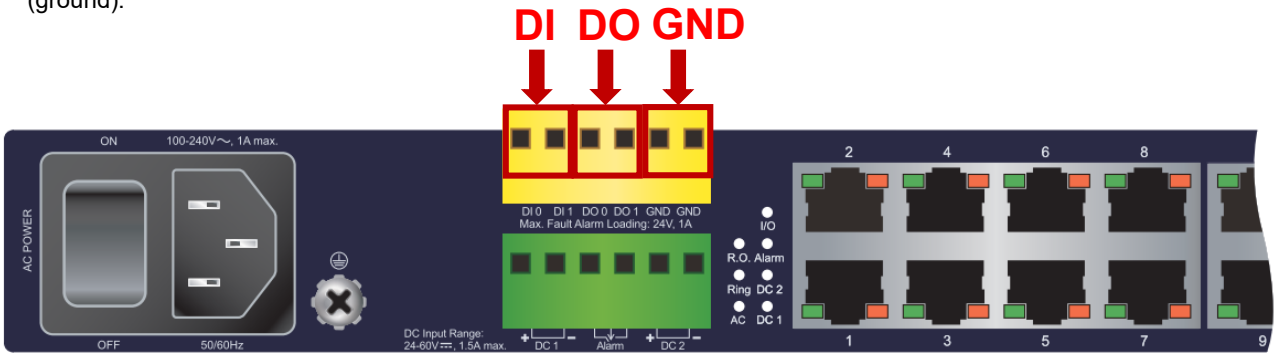 (ground).
DI DO GND
ON 100-240V～, 1A max.
AC POWER
OFF 50/60Hz
DI 0 DI 1 DO 0 DO 1 GND GND
Max. Fault Alarm Loading: 24V, 1A
DC Input Range:
24-60V⎓, 1.5A max.
+ DC 1 − Alarm + DC 2 −
I/O
R.O. Alarm
Ring DC 2
AC DC 1
2 4 6 8
1 3 5 7 9